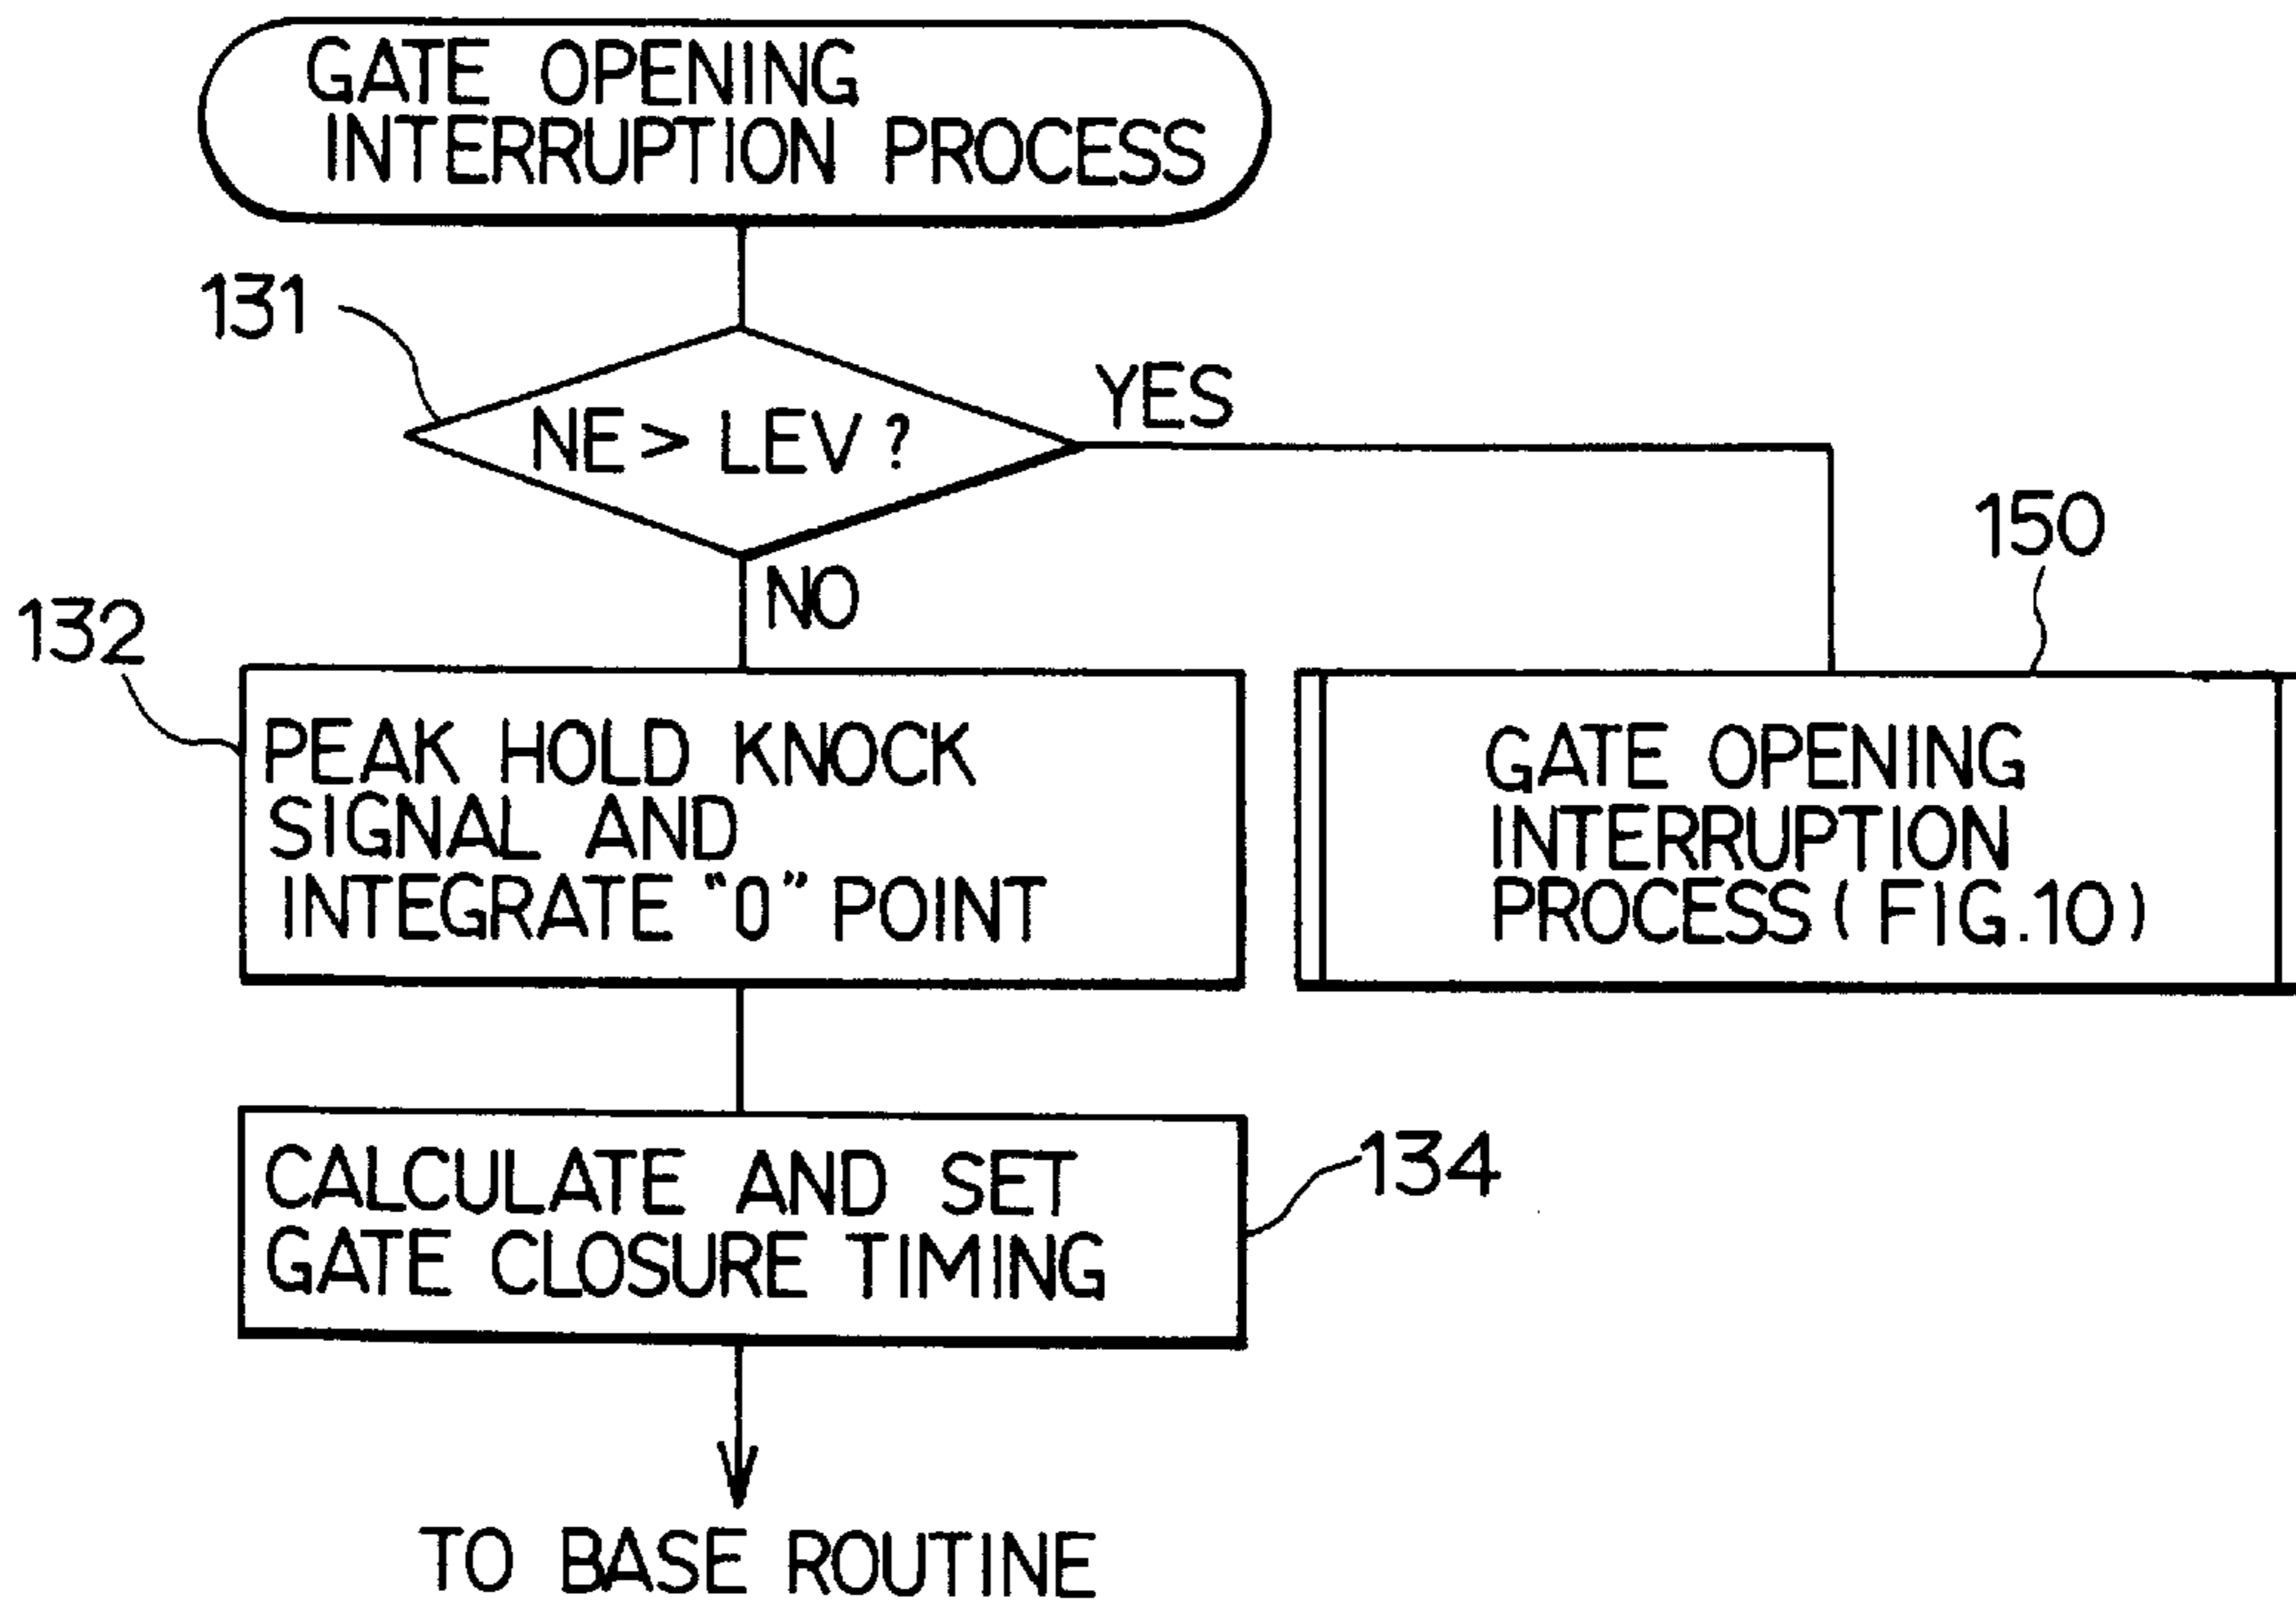 GATE OPENING
INTERRUPTION PROCESS
131
NE > LEV ?
YES
NO
150
132
PEAK HOLD KNOCK
SIGNAL AND
INTEGRATE “0” POINT
GATE OPENING
INTERRUPTION
PROCESS ( FIG.10 )
CALCULATE AND SET
GATE CLOSURE TIMING
134
TO BASE ROUTINE